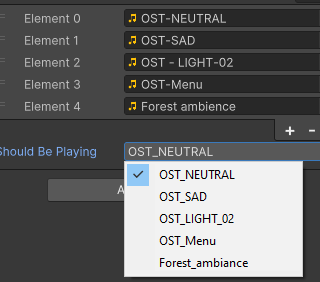 Element 0 OST-NEUTRAL
Element 1 OST-SAD
Element 2 OST - LIGHT-02
Element 3 OST-Menu
Element 4 Forest ambience
+ -
Should Be Playing OST_NEUTRAL
OST_NEUTRAL
OST_SAD
OST_LIGHT_02
OST_Menu
Forest_ambiance
A